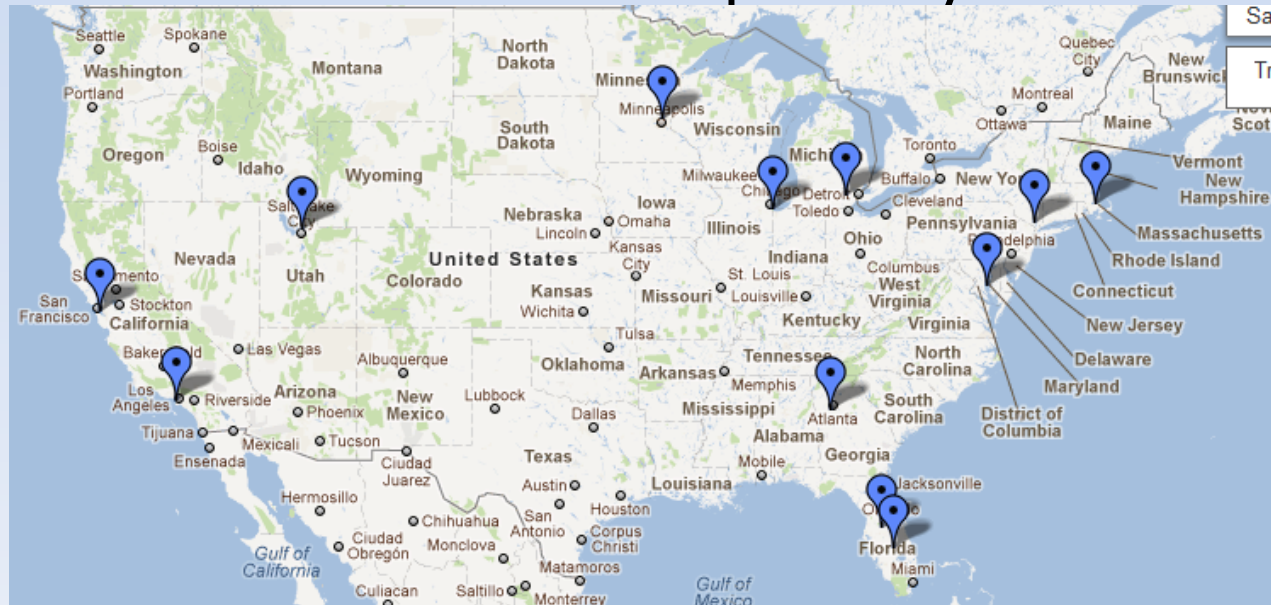 Sa
Tr
Seattle
Spokane
Washington
Portland
Montana
North
Dakota
Quebec
City
New
Brunswick
Minneapolis
Wisconsin
Montreal
Ottawa
Maine
South
Dakota
Oregon
Boise
Idaho
Wyoming
Toronto
Milwaukee
Detroit
Buffalo
Vermont
New
Hampshire
Nebraska
Iowa
Omaha
Lincoln
Toledo
Cleveland
Pennsylvania
Massachusetts
Illinois
Ohio
Rhode Island
Nevada
Utah
Colorado
United States
Kansas
City
Indiana
Columbus
Connecticut
San
Francisco
Stockton
California
Kansas
Wichita
Missouri
St. Louis
Louisville
West
Virginia
Virginia
New Jersey
Kentucky
Las Vegas
Albuquerque
Tulsa
Oklahoma
Arkansas
Tennessee
Memphis
North
Carolina
Delaware
Maryland
Los
Angeles
Riverside
Arizona
Phoenix
New
Mexico
Lubbock
Dallas
Mississippi
Atlanta
South
Carolina
District of
Columbia
Tijuana
Mexicali
Tucson
Alabama
Georgia
Ensenada
Ciudad
Juarez
Texas
Mobile
Louisiana
Austin
Jacksonville
Hermosillo
Houston
San
Antonio
Chihuahua
Corpus
Christi
Ciudad
Obregón
Monclova
Florida
Gulf of
California
Matamoros
Miami
Culiacan
Saltillo
Monterrey
Gulf of
Mexico